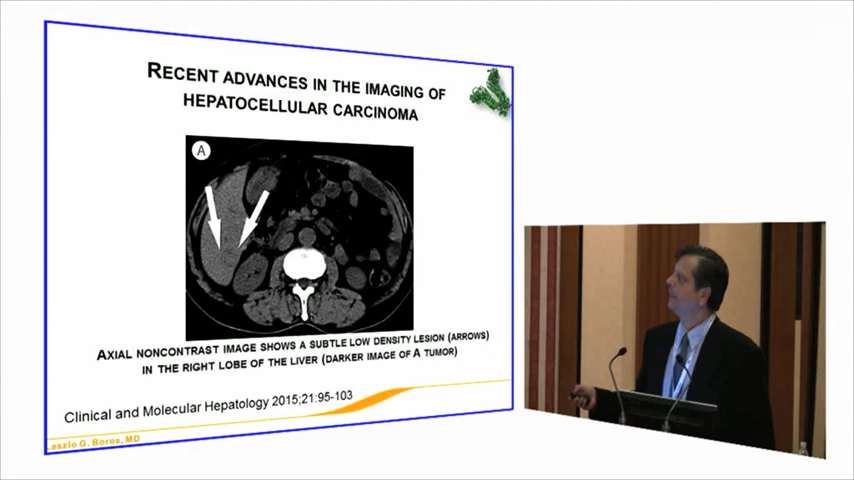 RECENT ADVANCES IN THE IMAGING OF
HEPATOCELLULAR CARCINOMA
A
AXIAL NONCONTRAST IMAGE SHOWS A SUBTLE LOW DENSITY LESION (ARROWS)
IN THE RIGHT LOBE OF THE LIVER (DARKER IMAGE OF A TUMOR)
Clinical and Molecular Hepatology 2015;21:95-103
Laszlo G. Boros, MD